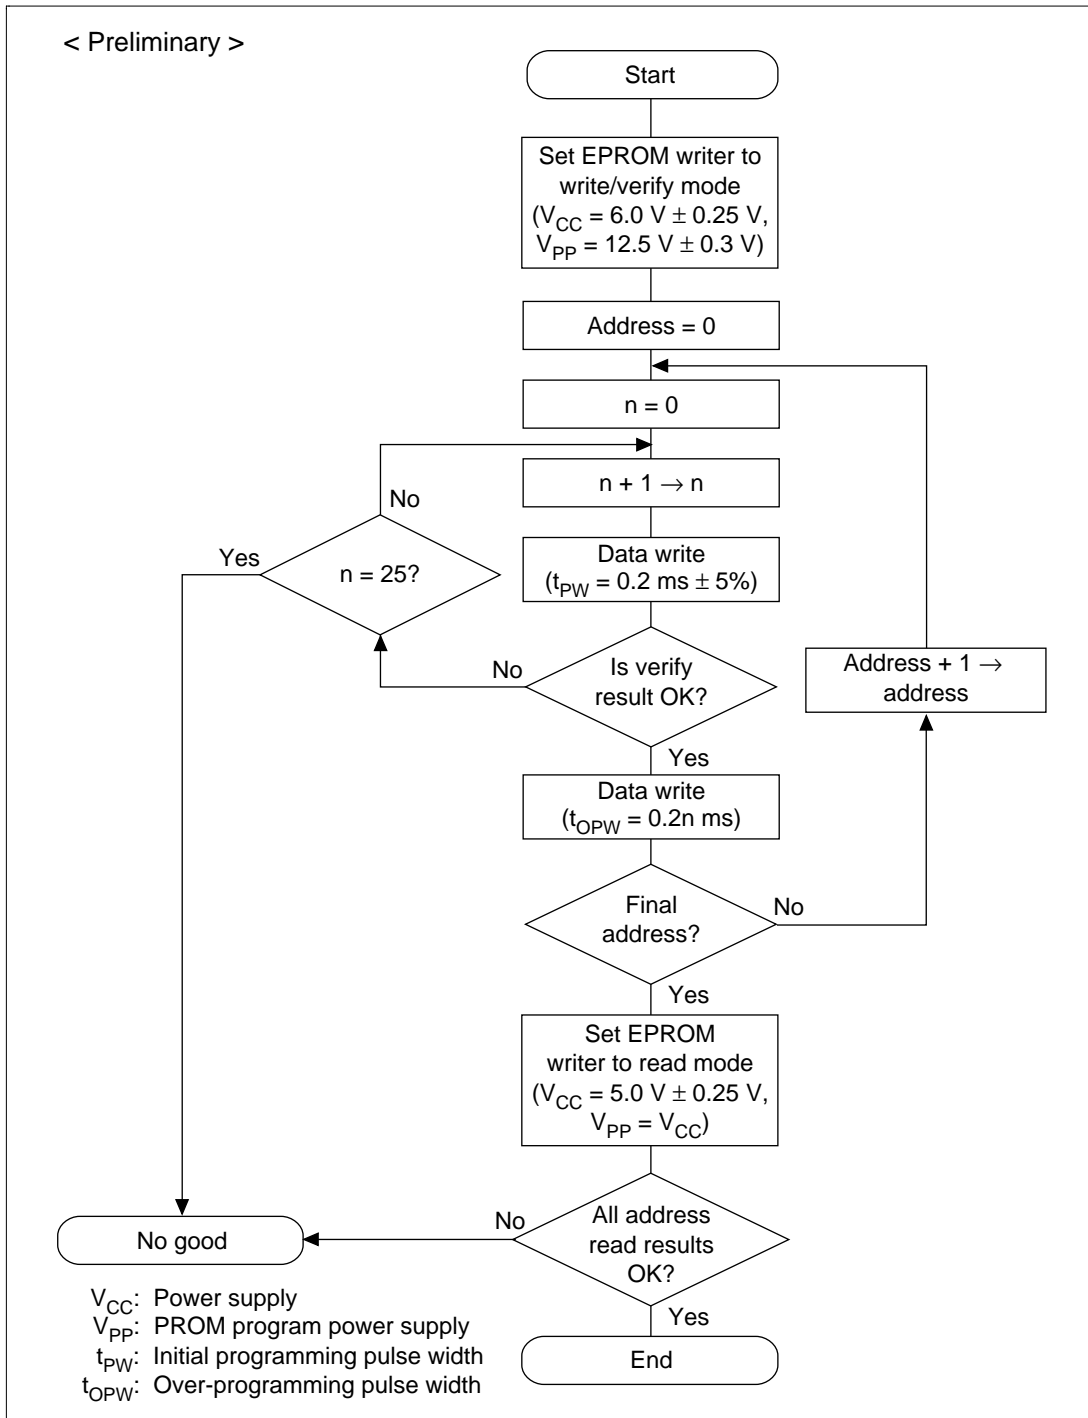 < Preliminary >
Start
Set EPROM writer to
write/verify mode
(VCC = 6.0 V ± 0.25 V,
VPP = 12.5 V ± 0.3 V)
Address = 0
n = 0
n + 1 → n
No
Yes
n = 25?
Data write
(tPW = 0.2 ms ± 5%)
No
Is verify
result OK?
Address + 1 →
address
Yes
Data write
(tOPW = 0.2n ms)
Final
address?
No
Yes
Set EPROM
writer to read mode
(VCC = 5.0 V ± 0.25 V,
VPP = VCC)
No
All address
read results
OK?
No good
Yes
End
VCC: Power supply
VPP: PROM program power supply
tPW: Initial programming pulse width
tOPW: Over-programming pulse width